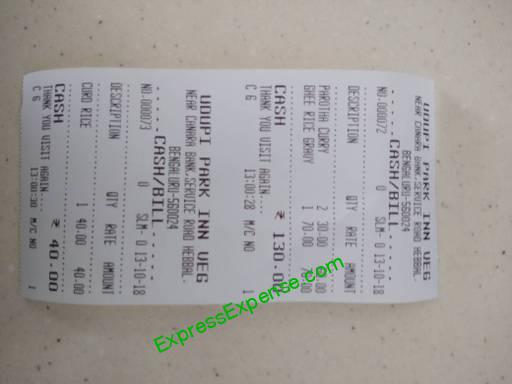 UDUPI PARK INN VEG
NEAR CANARA BANK,SERVICE ROAD HEBBAL.
BENGALURU-560024
-----CASH/BILL-----
NO.000072 0 SLM- 0 13-10-18
DESCRIPTION QTY RATE AMOUNT
PAROTHA CURRY 2 30.00
GHEE RICE GRAVY 1 70.00 70.00
CASH ₹ 130.00
THANK YOU VISIT AGAIN...
C 6 13:00:28 M/C NO 1
UDUPI PARK INN VEG
NEAR CANARA BANK,SERVICE ROAD HEBBAL.
BENGALURU-560024
-----CASH/BILL-----
NO.000073 0 SLM- 0 13-10-18
DESCRIPTION QTY RATE AMOUNT
CURD RICE 1 40.00 40.00
CASH ₹ 40.00
THANK YOU VISIT AGAIN...
C 6 13:00:30 M/C NO 1
ExpressExpense.com